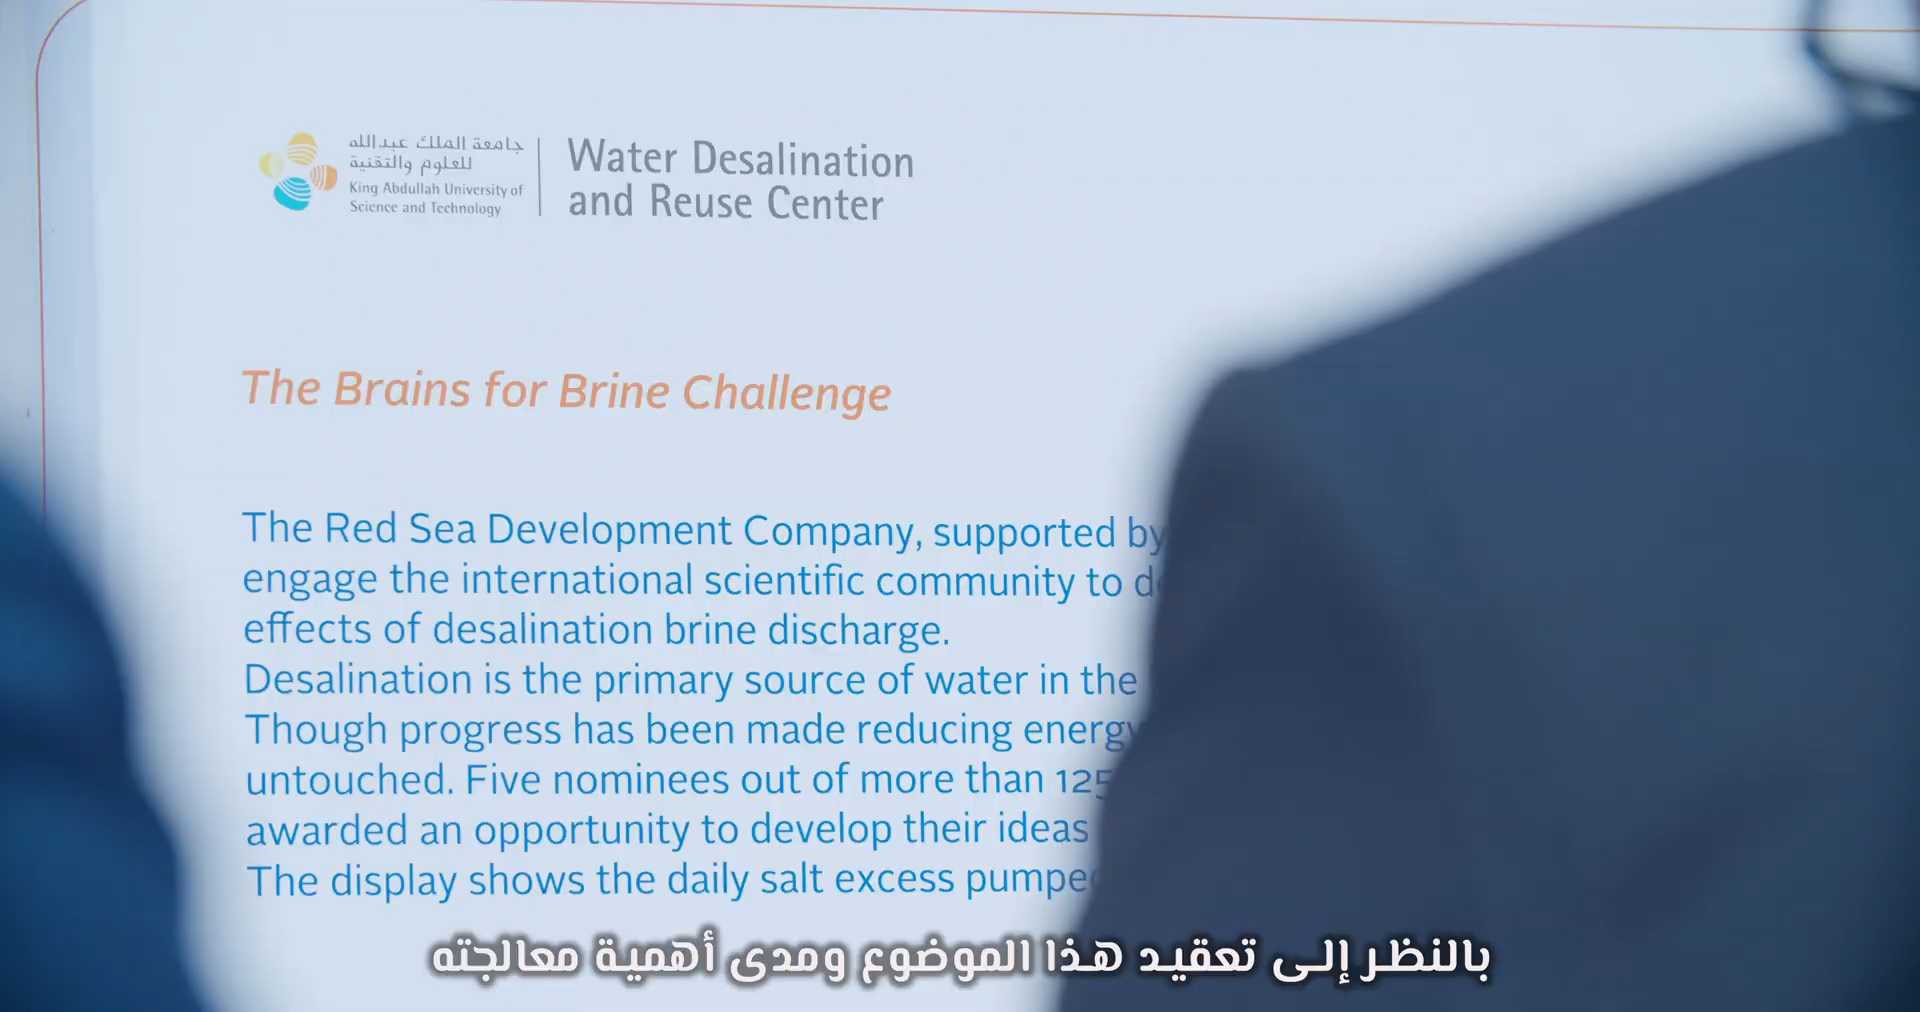 جامعة الملك عبدالله
للعلوم والتقنية
King Abdullah University of
Science and Technology
Water Desalination
and Reuse Center
The Brains for Brine Challenge
The Red Sea Development Company, supported by
engage the international scientific community to
effects of desalination brine discharge.
Desalination is the primary source of water in the
Though progress has been made reducing energy
untouched. Five nominees out of more than
awarded an opportunity to develop their ideas
The display shows the daily salt excess pumped
بالنظر إلى تعقيد هذا الموضوع ومدى أهمية معالجته